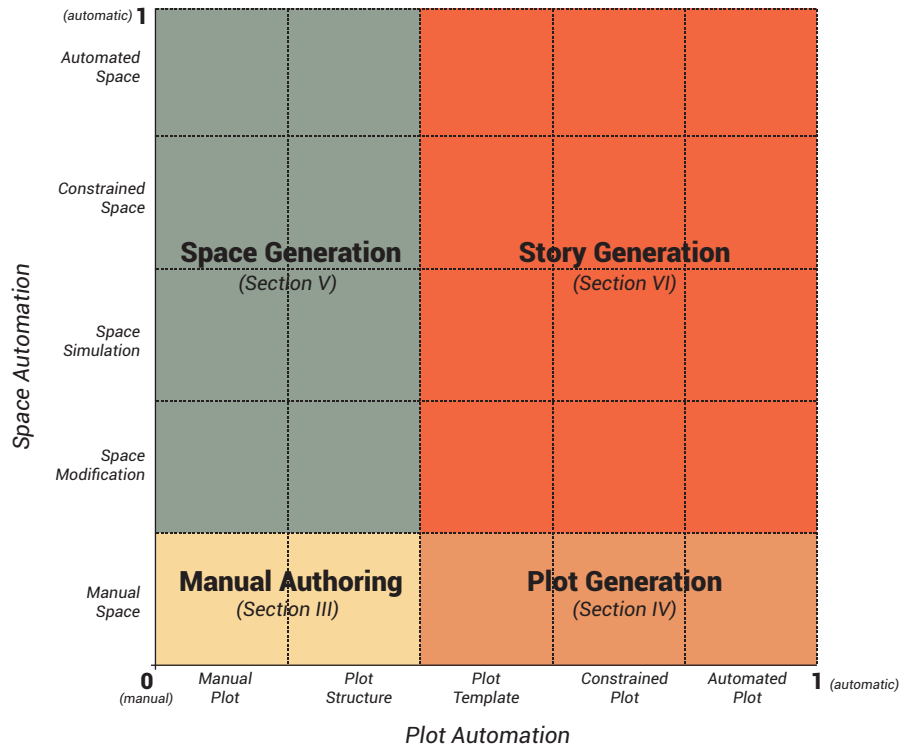 (automatic) 1
Automated
Space
Constrained
Space
Space Generation
(Section V)
Story Generation
(Section VI)
Space Automation
Space
Simulation
Space
Modification
Manual
Space
Manual Authoring
(Section III)
Plot Generation
(Section IV)
0
(manual)
Manual
Plot
Plot
Structure
Plot
Template
Constrained
Plot
Automated
Plot
1 (automatic)
Plot Automation